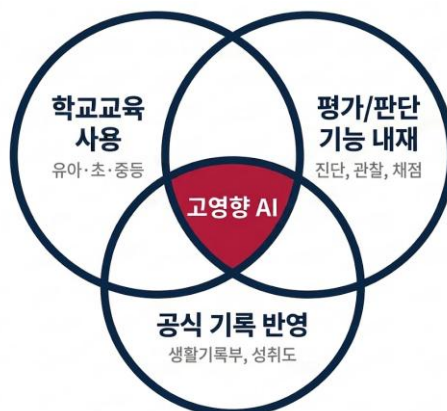 학교교육
사용
유아·초·중등
평가/판단
기능 내재
진단, 관찰, 채점
고영향 AI
공식 기록 반영
생활기록부, 성취도